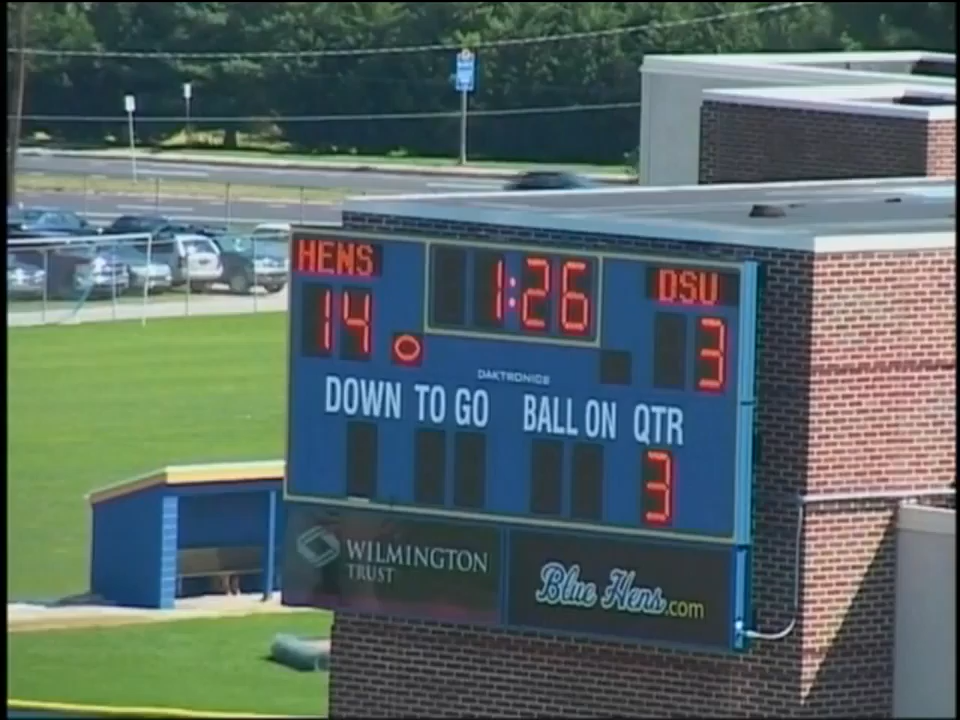 HENS 1:26 DSU
14 3
DAKTRONICS
DOWN TO GO BALL ON QTR
3
WILMINGTON
TRUST
Blue Hens.com